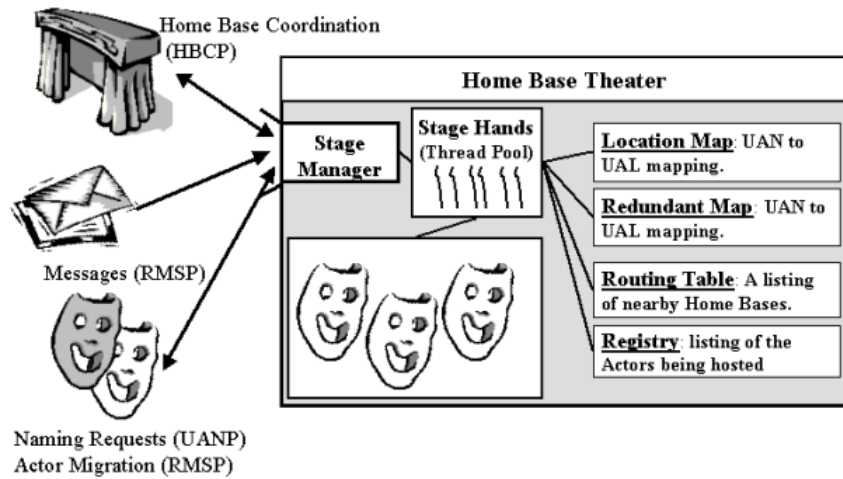 Home Base Coordination
(HBCP)
Home Base Theater
Stage
Manager
Stage Hands
(Thread Pool)
Location Map: UAN to
UAL mapping.
Redundant Map: UAN to
UAL mapping.
Routing Table: A listing
of nearby Home Bases.
Registry: listing of the
Actors being hosted
Messages (RMSP)
Naming Requests (UANP)
Actor Migration (RMSP)